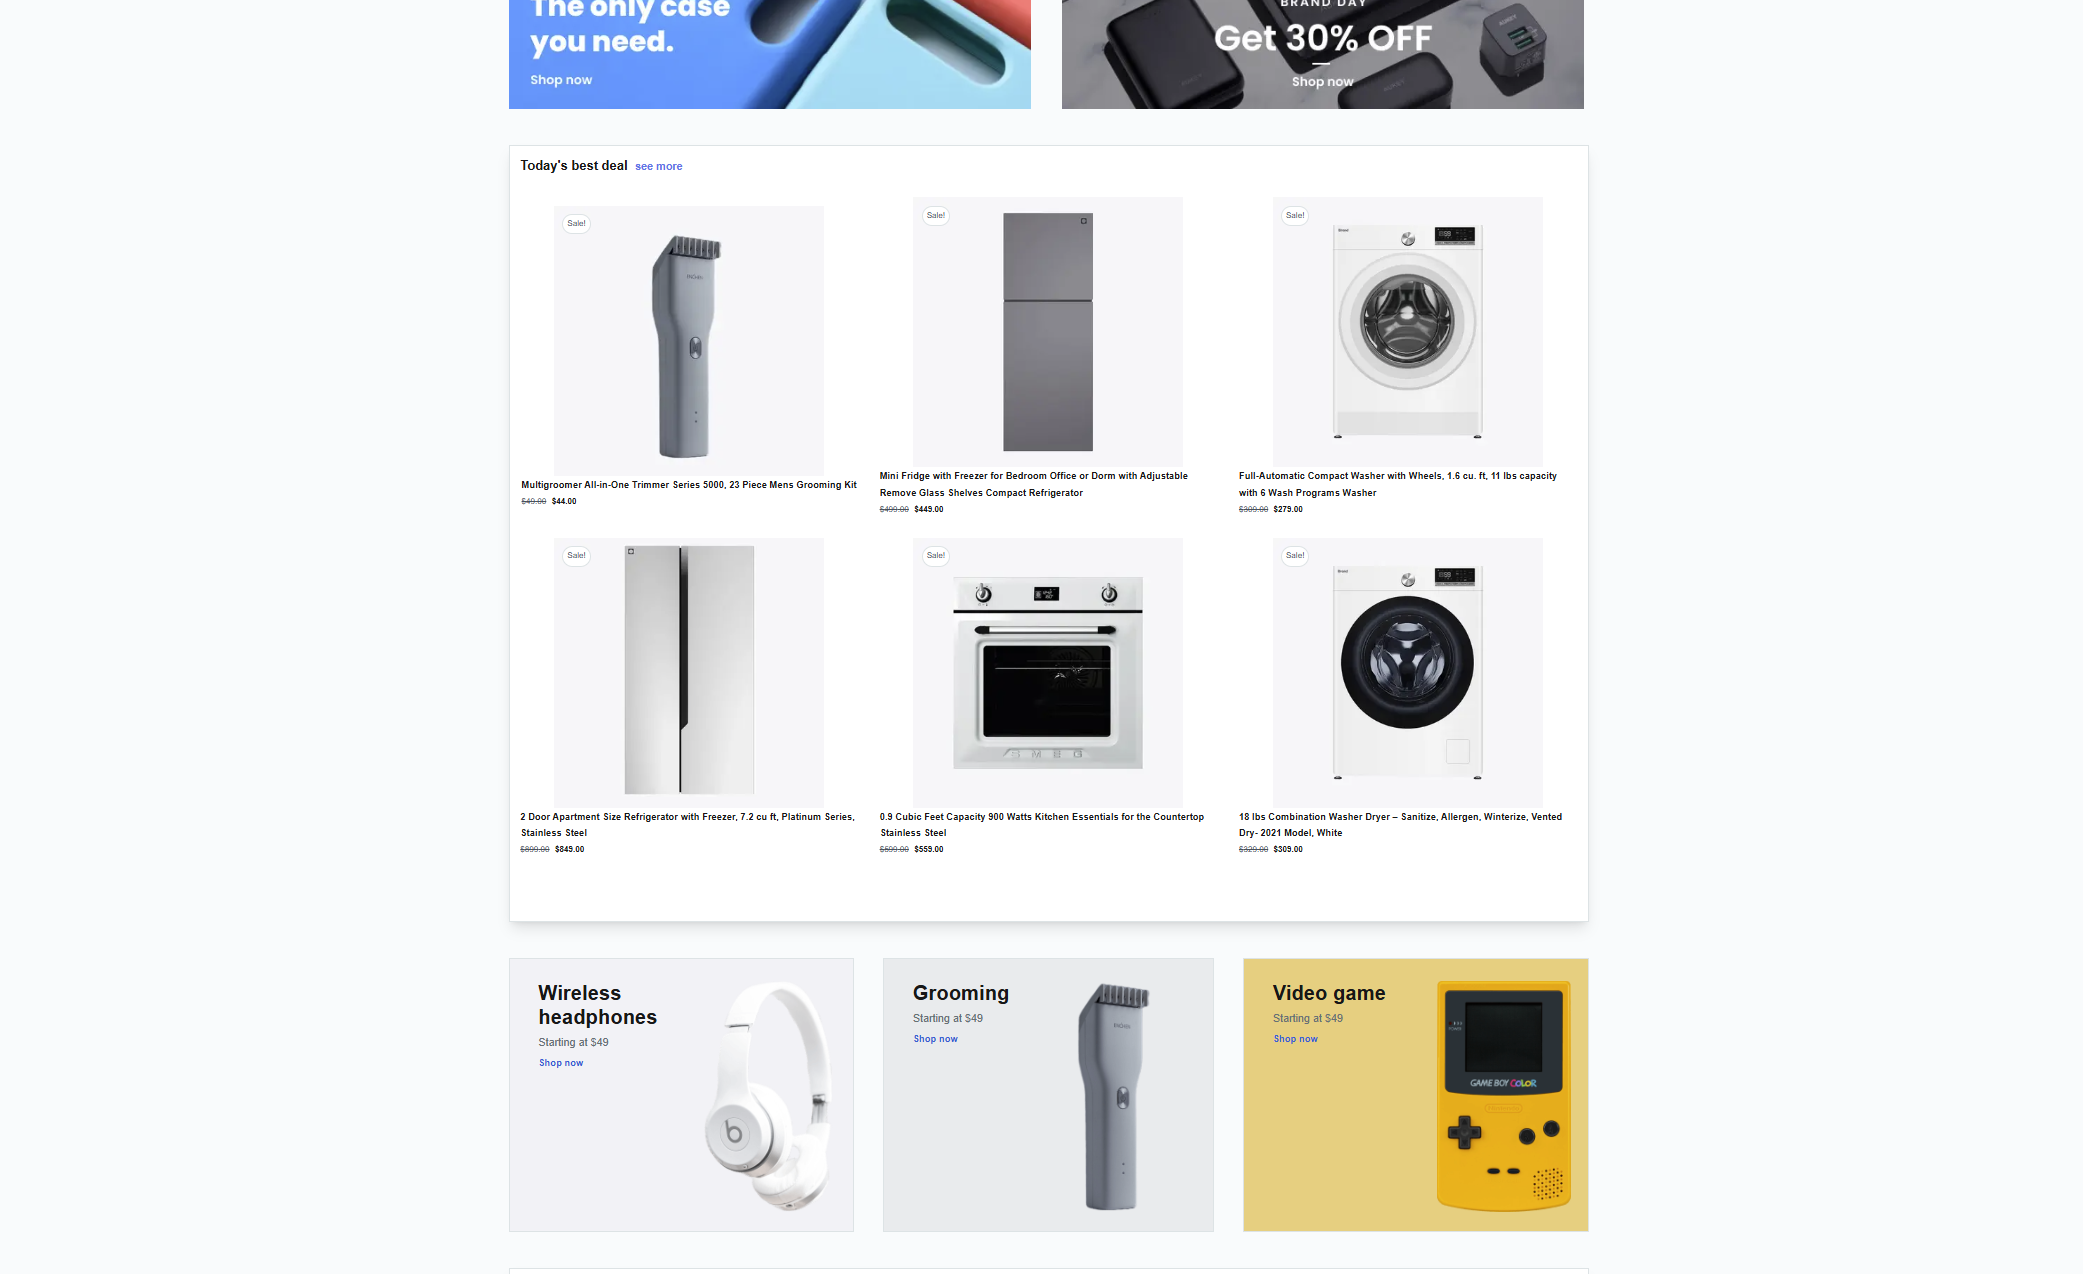 The only case
you need.
Shop now
BRAND DAY
Get 30% OFF
Shop now
AUKEY
Today's best deal see more
Sale!
Multigroomer All-in-One Trimmer Series 5000, 23 Piece Mens Grooming Kit
$49.00 $44.00
Sale!
Mini Fridge with Freezer for Bedroom Office or Dorm with Adjustable
Remove Glass Shelves Compact Refrigerator
$499.00 $449.00
Sale!
Full-Automatic Compact Washer with Wheels, 1.6 cu. ft, 11 lbs capacity
with 6 Wash Programs Washer
$309.00 $279.00
Sale!
2 Door Apartment Size Refrigerator with Freezer, 7.2 cu ft, Platinum Series,
Stainless Steel
$899.00 $849.00
Sale!
SMEG
0.9 Cubic Feet Capacity 900 Watts Kitchen Essentials for the Countertop
Stainless Steel
$559.00
Sale!
18 lbs Combination Washer Dryer – Sanitize, Allergen, Winterize, Vented
Dry- 2021 Model, White
$329.00 $309.00
Wireless
headphones
Starting at $49
Shop now
b
Grooming
Starting at $49
Shop now
Video game
Starting at $49
Shop now
POWER
GAME BOY COLOR
Nintendo